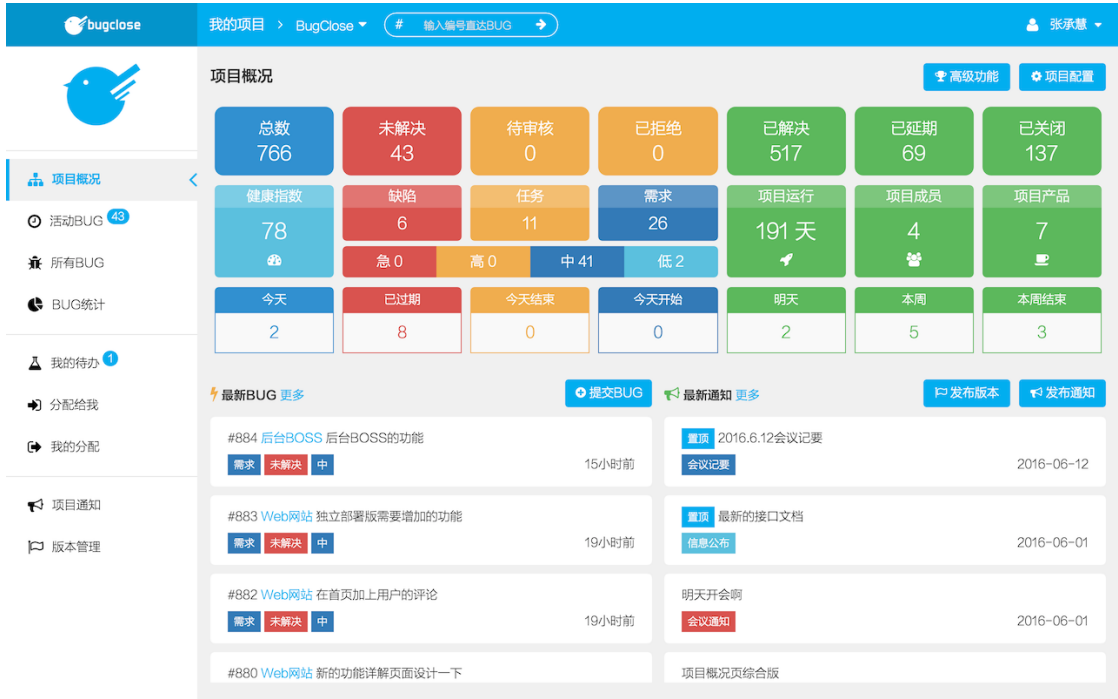 bugclose
我的项目 > BugClose
# 输入编号直达BUG
张承慧
项目概况
高级功能
项目配置
总数 未解决 待审核 已拒绝 已解决 已延期 已关闭
766 43 0 0 517 69 137
健康指数 缺陷 任务 需求 项目运行 项目成员 项目产品
78 6 11 26 191 天 4 7
急 0 高 0 中 41 低 2
今天 已过期 今天结束 今天开始 明天 本周 本周结束
2 8 0 0 2 5 3
项目概况
活动BUG 43
所有BUG
BUG统计
我的待办 1
分配给我
我的分配
项目通知
版本管理
最新BUG 更多
提交BUG
#884 后台BOSS 后台BOSS的功能
需求 未解决 中 15小时前
#883 Web网站 独立部署版需要增加的功能
需求 未解决 中 19小时前
#882 Web网站 在首页加上用户的评论
需求 未解决 中 19小时前
#880 Web网站 新的功能详解页面设计一下
最新通知 更多
发布版本
发布通知
置顶 2016.6.12会议记要
会议记要 2016-06-12
置顶 最新的接口文档
信息公布 2016-06-01
明天开会啊
会议通知 2016-06-01
项目概况页综合版